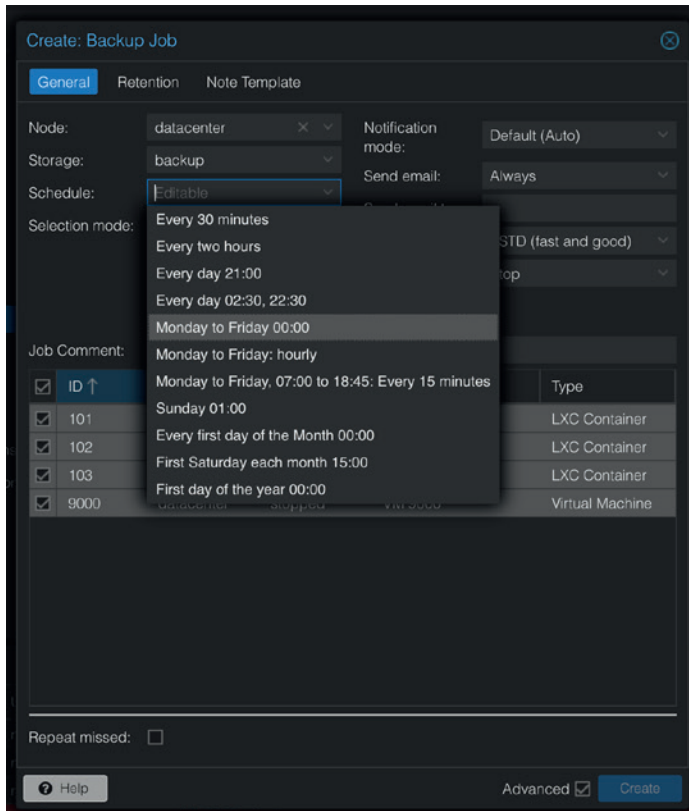 Create: Backup Job
General Retention Note Template
Node: datacenter
Storage: backup
Schedule: Editable
Selection mode:
Every 30 minutes
Every two hours
Every day 21:00
Every day 02:30, 22:30
Monday to Friday 00:00
Monday to Friday: hourly
Monday to Friday, 07:00 to 18:45: Every 15 minutes
Sunday 01:00
Every first day of the Month 00:00
First Saturday each month 15:00
First day of the year 00:00
Notification
mode: Default (Auto)
Send email: Always
STD (fast and good)
top
Job Comment:
ID Type
101 LXC Container
102 LXC Container
103 LXC Container
9000 datacenter stopped VM 9000 Virtual Machine
Repeat missed:
Help Advanced Create